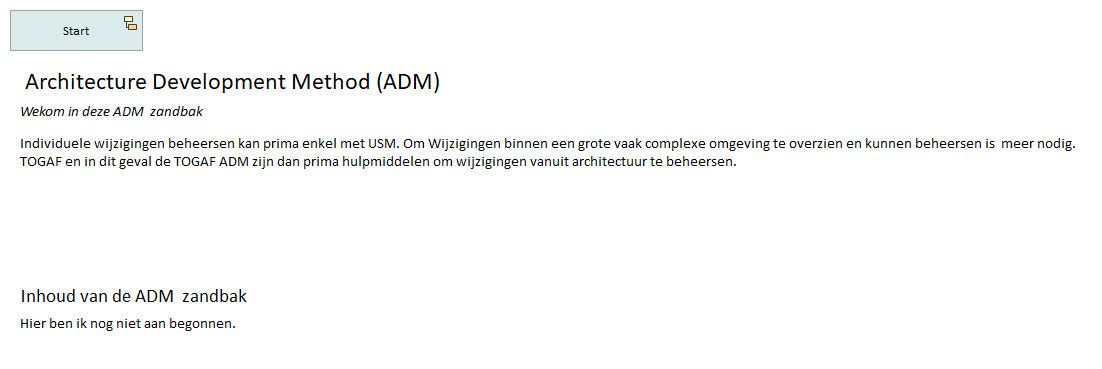 Start
Architecture Development Method (ADM)
Wekom in deze ADM  zandbak
Individuele wijzigingen beheersen kan prima enkel met USM. Om Wijzigingen binnen een grote vaak complexe omgeving te overzien en kunnen beheersen is  meer nodig.
TOGAF en in dit geval de TOGAF ADM zijn dan prima hulpmiddelen om wijzigingen vanuit architectuur te beheersen.
Inhoud van de ADM  zandbak
Hier ben ik nog niet aan begonnen.